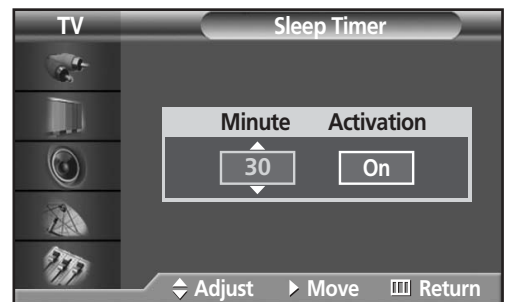 TV Sleep Timer
Minute Activation
30 On
Adjust Move Return